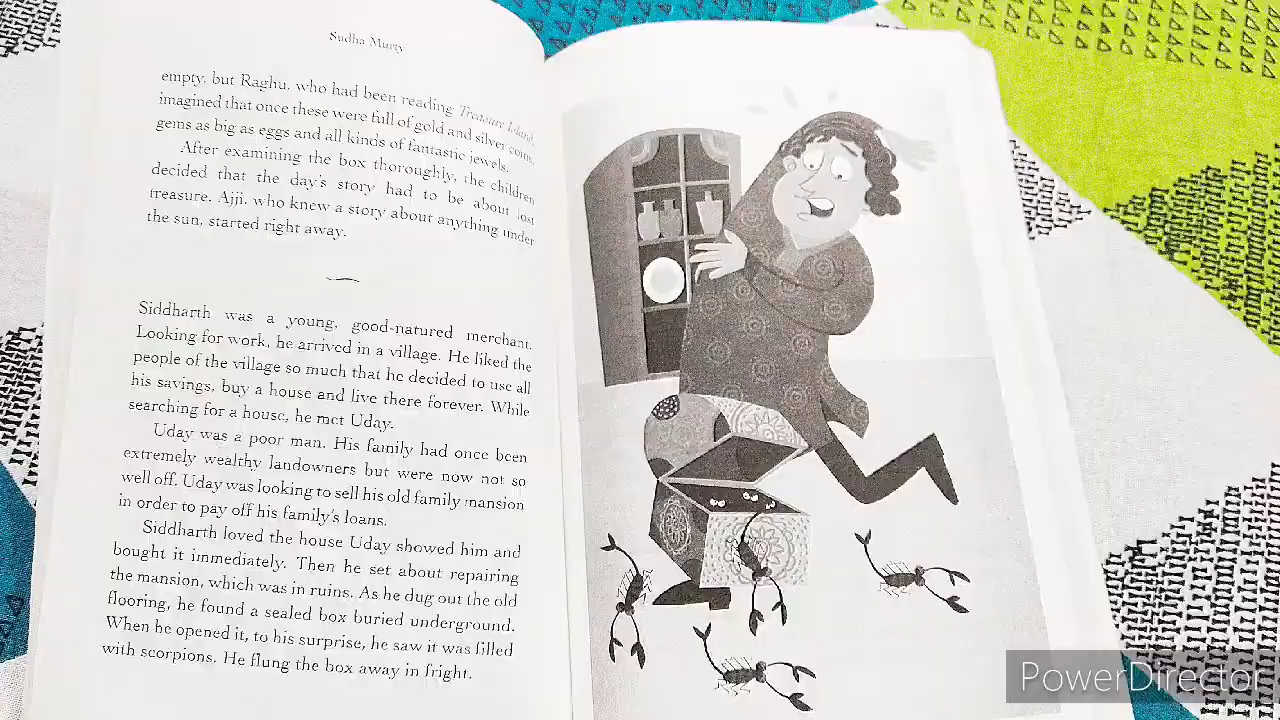 Sudha Murty
empty, but Raghu, who had been reading Treasure Island,
imagined that once these were full of gold and silver coins,
gems as big as eggs and all kinds of fantastic jewels.
After examining the box thoroughly, the children
decided that the day's story had to be about lost
treasure. Ajji, who knew a story about anything under
the sun, started right away.
Siddharth was a young, good-natured merchant.
Looking for work, he arrived in a village. He liked the
people of the village so much that he decided to use all
his savings, buy a house and live there forever. While
searching for a house, he met Uday.
Uday was a poor man. His family had once been
extremely wealthy landowners but were now not so
well off. Uday was looking to sell his old family mansion
in order to pay off his family's loans.
Siddharth loved the house Uday showed him and
bought it immediately. Then he set about repairing
the mansion, which was in ruins. As he dug up the old
flooring, he found a sealed box buried underground.
When he opened it, to his surprise, he saw it was filled
with scorpions. He flung the box away in fright
PowerDirector